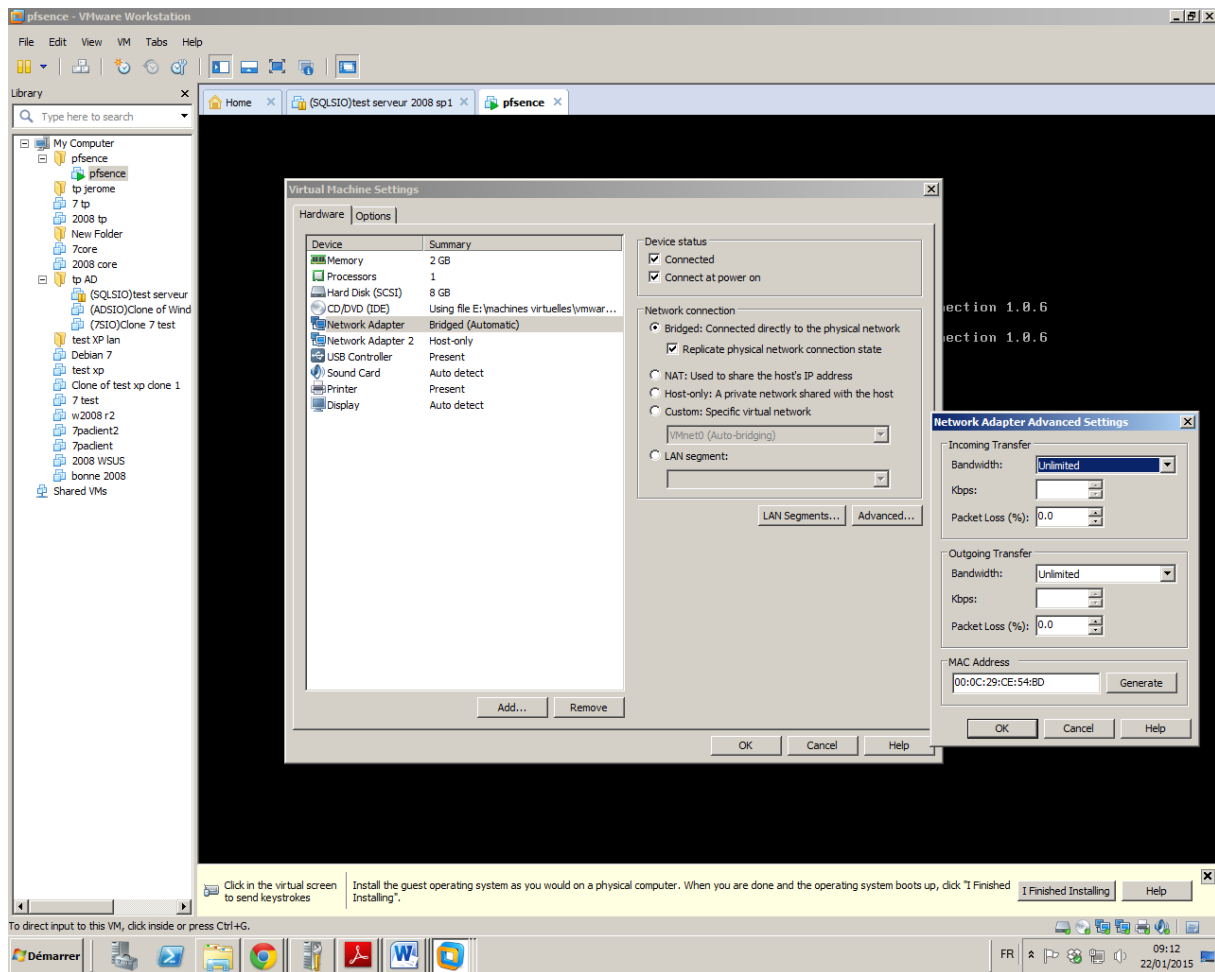 pfsence - VMware Workstation
File Edit View VM Tabs Help
Library
Type here to search
Home
(SQLSIO)test serveur 2008 sp1
pfsence
My Computer
pfsence
pfsence
tp jerome
7 tp
2008 tp
New Folder
7core
2008 core
tp AD
(SQLSIO)test serveur
(ADSIO)Clone of Wind
(7SIO)Clone 7 test
test XP lan
Debian 7
test xp
Clone of test xp clone 1
7 test
w2008 r2
7paclient2
7paclient
2008 WSUS
bonne 2008
Shared VMs
Virtual Machine Settings
Hardware Options
Device Summary
Memory 2 GB
Processors 1
Hard Disk (SCSI) 8 GB
CD/DVD (IDE) Using file E:\machines virtuelles\vmwar...
Network Adapter Bridged (Automatic)
Network Adapter 2 Host-only
USB Controller Present
Sound Card Auto detect
Printer Present
Display Auto detect
Add... Remove
Device status
Connected
Connect at power on
Network connection
Bridged: Connected directly to the physical network
Replicate physical network connection state
NAT: Used to share the host's IP address
Host-only: A private network shared with the host
Custom: Specific virtual network
VMnet0 (Auto-bridging)
LAN segment:
LAN Segments... Advanced...
OK Cancel Help
nection 1.0.6
nection 1.0.6
Network Adapter Advanced Settings
Incoming Transfer
Bandwidth: Unlimited
Kbps:
Packet Loss (%): 0.0
Outgoing Transfer
Bandwidth: Unlimited
Kbps:
Packet Loss (%): 0.0
MAC Address
00:0C:29:CE:54:BD Generate
OK Cancel Help
Click in the virtual screen
to send keystrokes
Install the guest operating system as you would on a physical computer. When you are done and the operating system boots up, click "I Finished
Installing".
I Finished Installing Help
To direct input to this VM, click inside or press Ctrl+G.
Démarrer
FR
09:12
22/01/2015